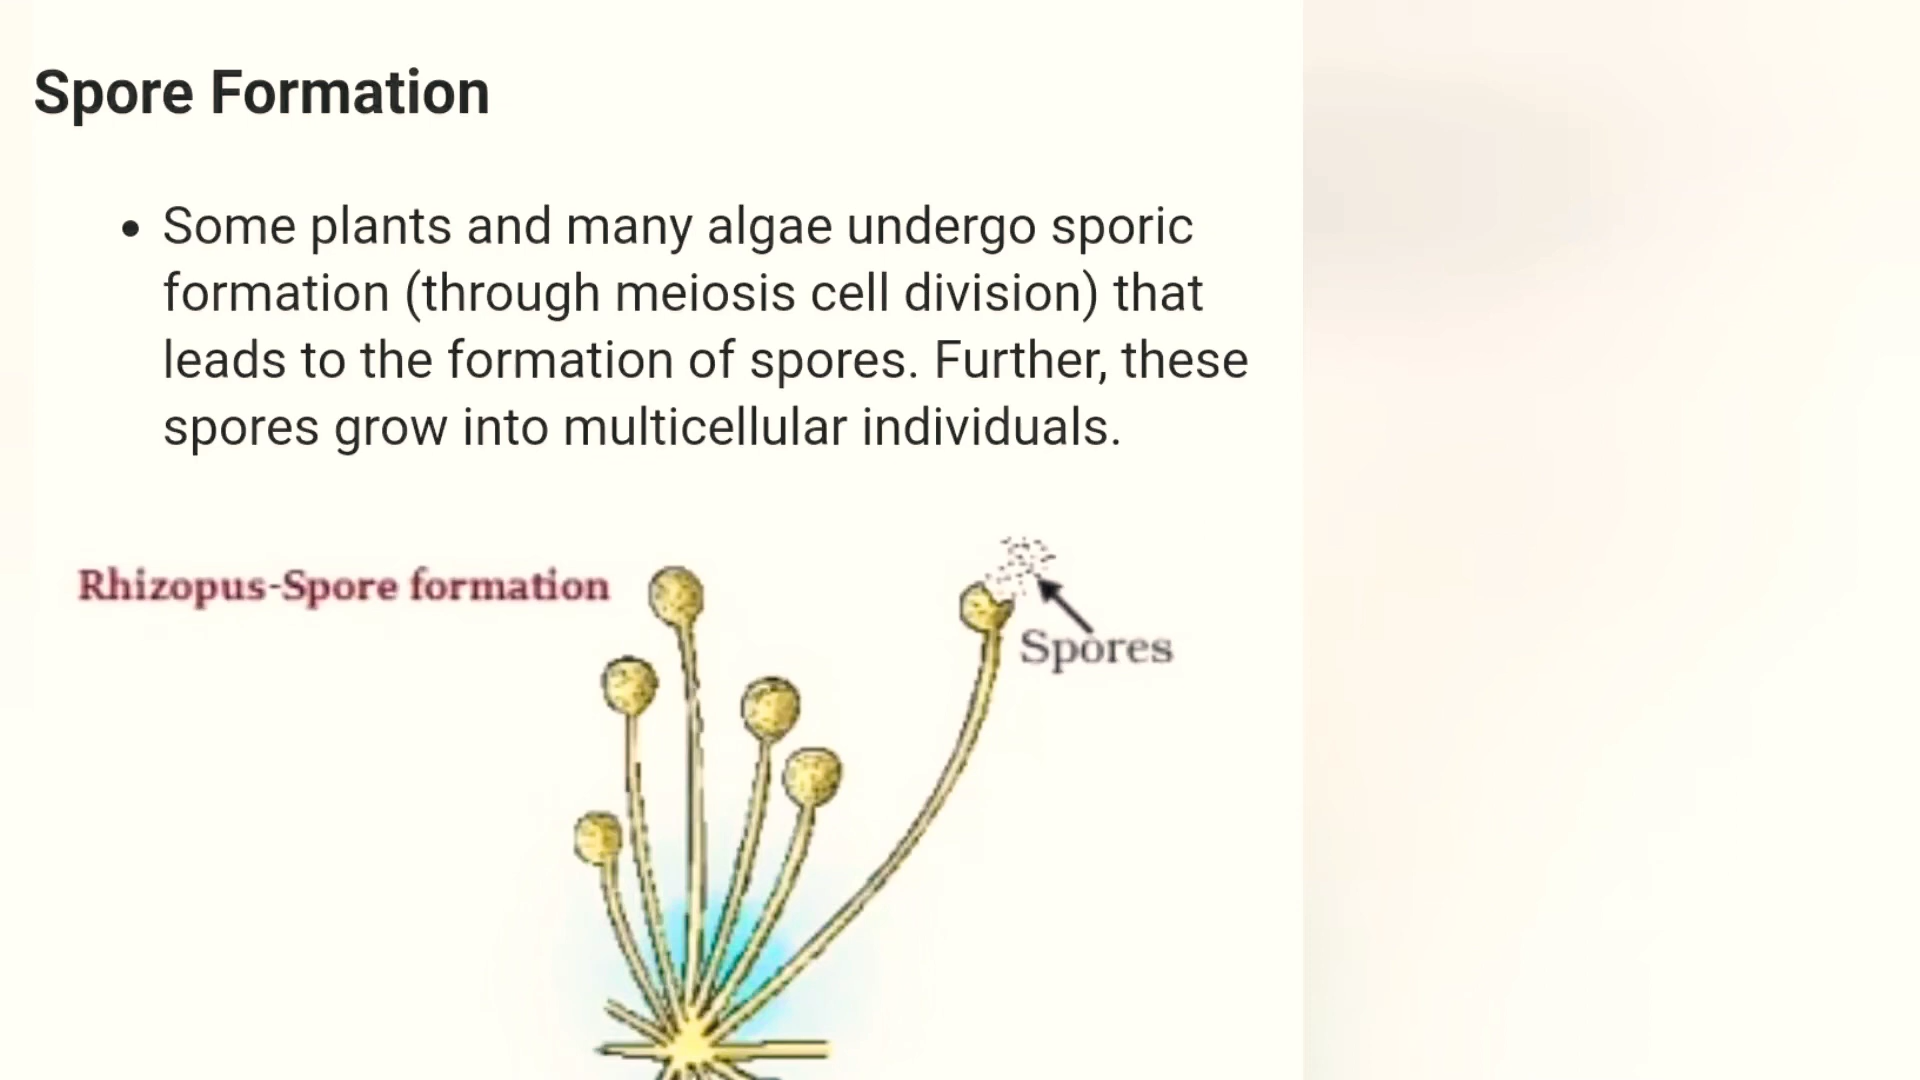 Spore Formation
• Some plants and many algae undergo sporic
formation (through meiosis cell division) that
leads to the formation of spores. Further, these
spores grow into multicellular individuals.
Rhizopus-Spore formation
Spores